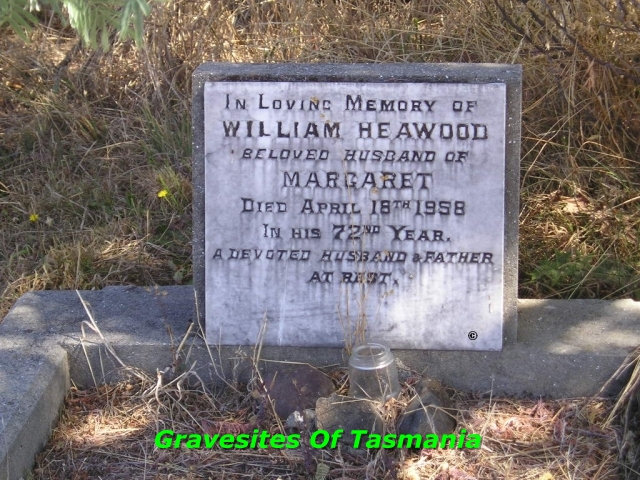 In Loving Memory of
WILLIAM HEAWOOD
BELOVED HUSBAND OF
MARGARET
Died April 18TH 1958
In his 72ND Year.
A DEVOTED HUSBAND & FATHER
AT REST.
©
Gravesites Of Tasmania